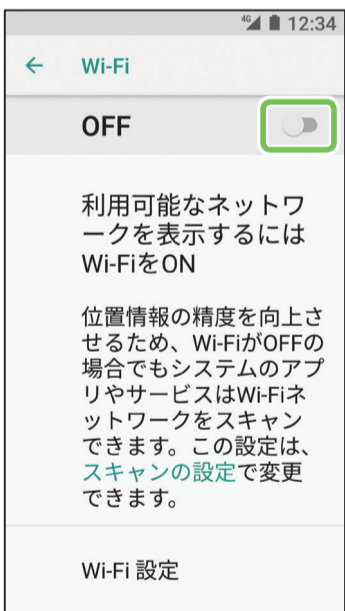 4G 12:34
← Wi-Fi
OFF
利用可能なネットワ
ークを表示するには
Wi-FiをON
位置情報の精度を向上さ
せるため、Wi-FiがOFFの
場合でもシステムのアプ
リやサービスはWi-Fiネ
ットワークをスキャン
できます。この設定は、
スキャンの設定で変更
できます。
Wi-Fi 設定